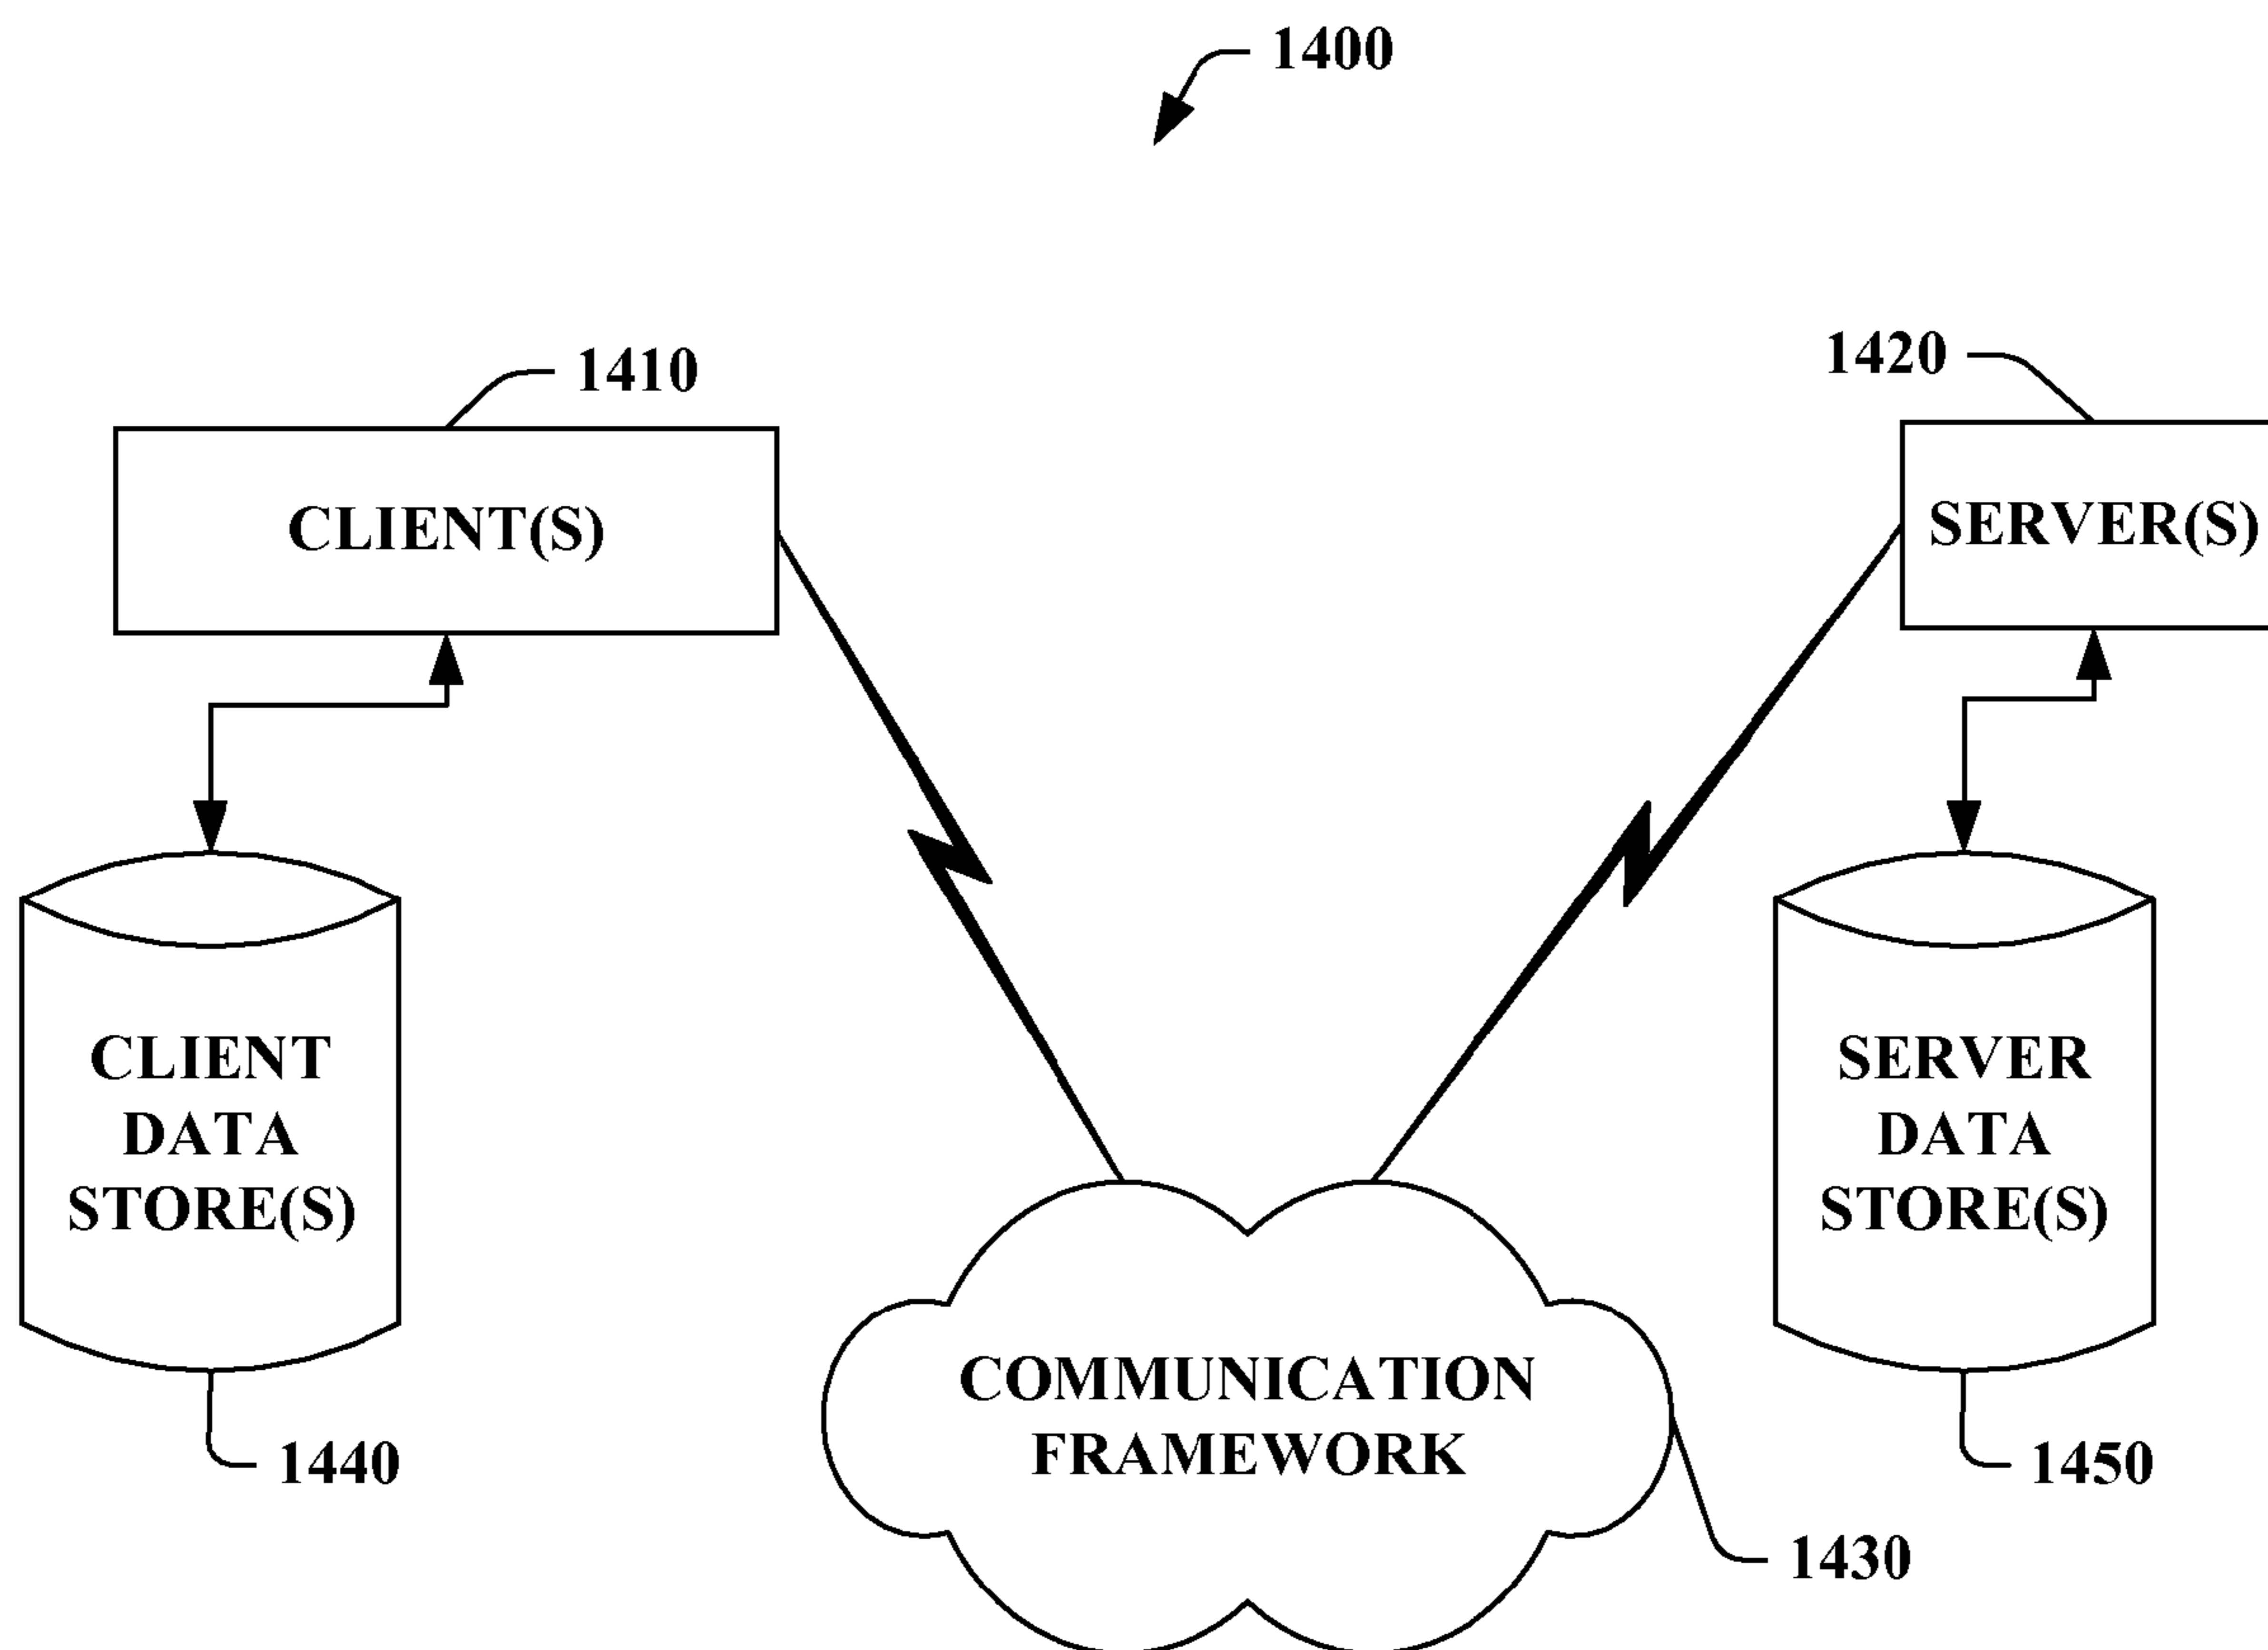 1400
1410
1420
CLIENT(S)
SERVER(S)
CLIENT
DATA
STORE(S)
SERVER
DATA
STORE(S)
COMMUNICATION
FRAMEWORK
1440
1450
1430